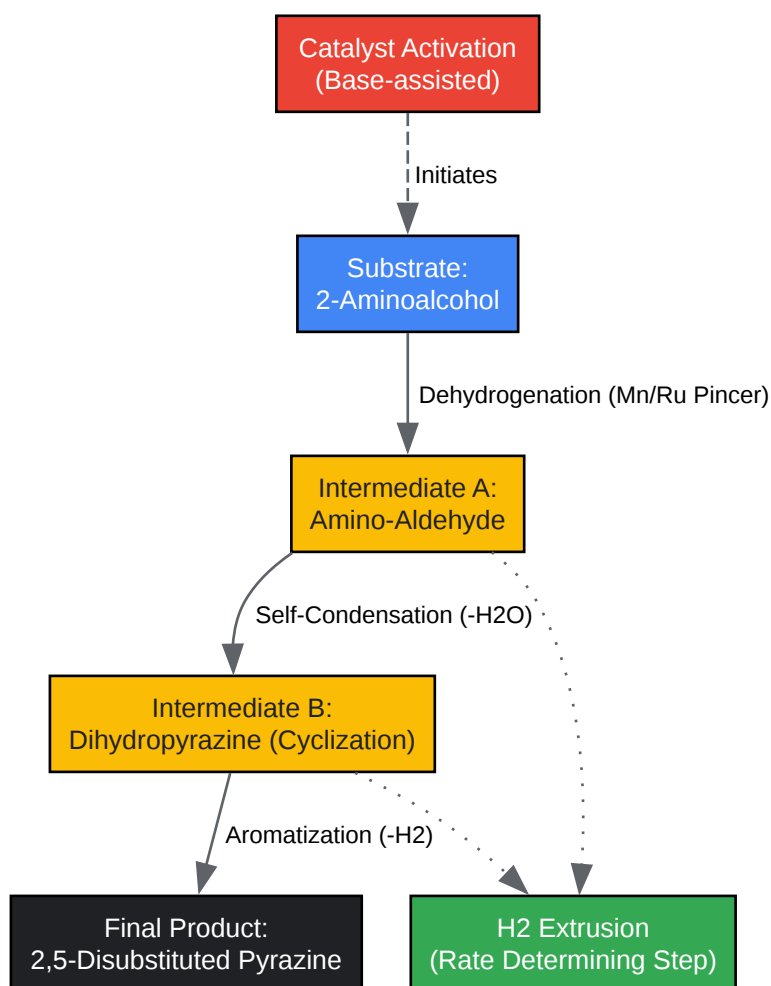 Catalyst Activation
(Base-assisted)
Initiates
Substrate:
2-Aminoalcohol
Dehydrogenation (Mn/Ru Pincer)
Intermediate A:
Amino-Aldehyde
Self-Condensation (-H2O)
Intermediate B:
Dihydropyrazine (Cyclization)
Aromatization (-H2)
Final Product:
2,5-Disubstituted Pyrazine
H2 Extrusion
(Rate Determining Step)